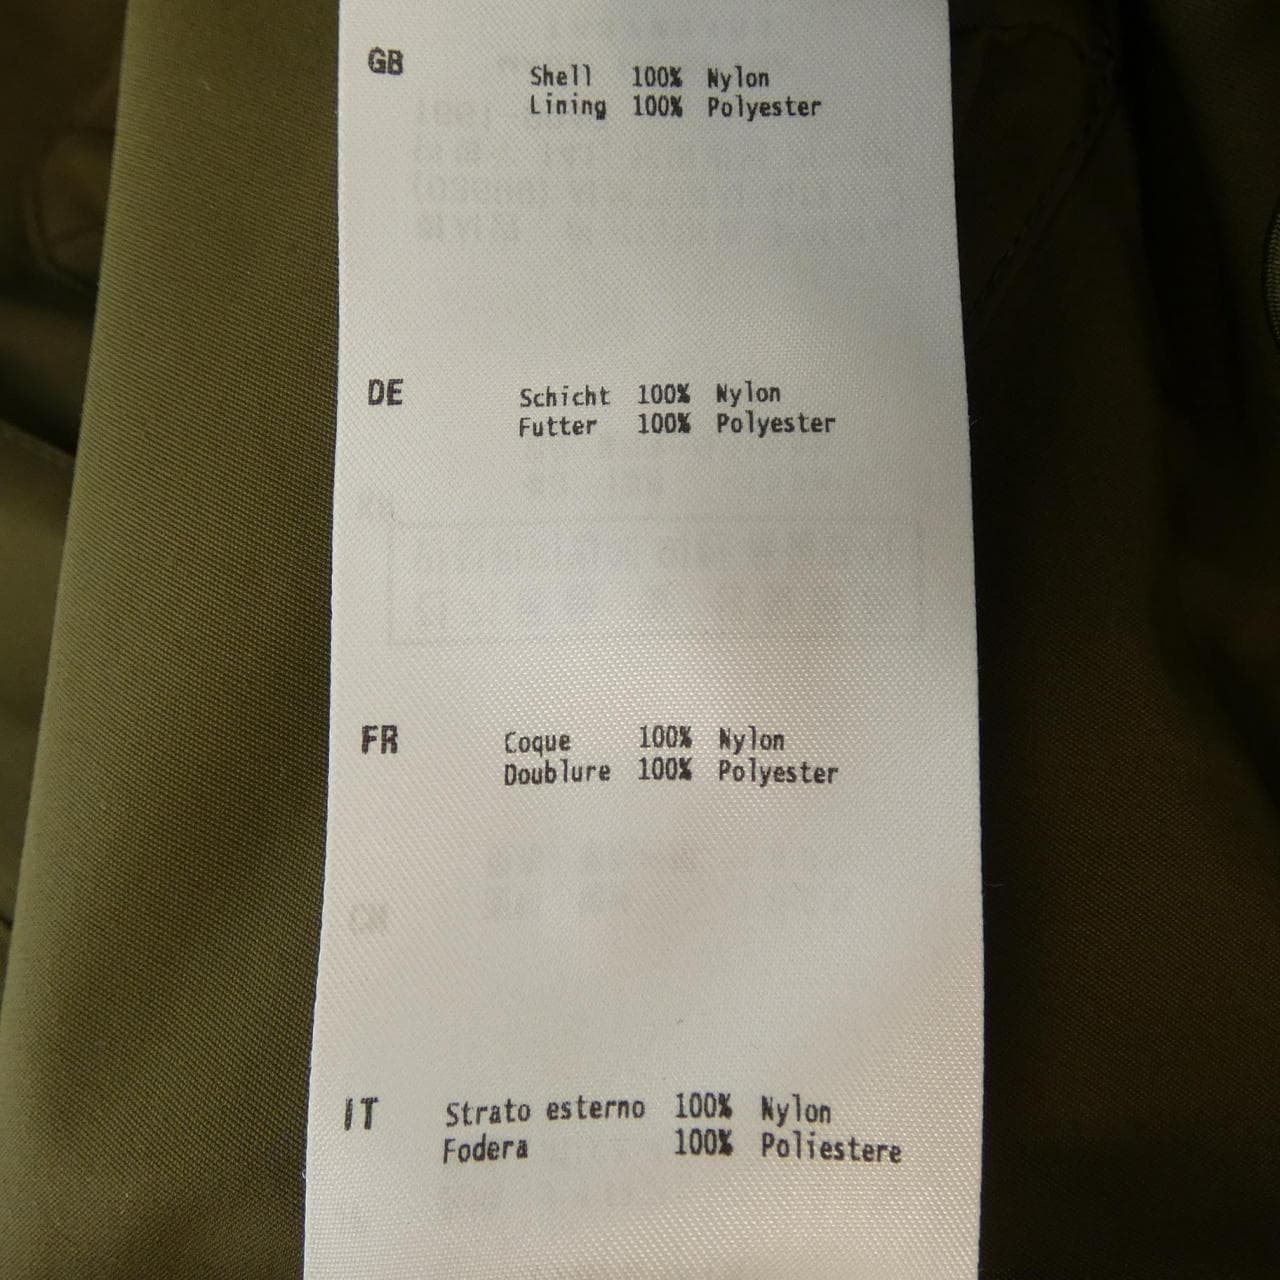 GB
Shell 100% Nylon
Lining 100% Polyester
DE
Schicht 100% Nylon
Futter 100% Polyester
FR
Coque 100% Nylon
Doublure 100% Polyester
IT
Strato esterno 100% Nylon
Fodera 100% Poliestere